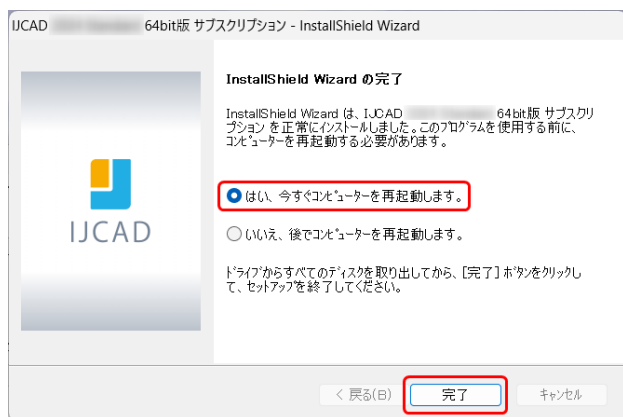 IJCAD 64bit版 サブスクリプション - InstallShield Wizard
InstallShield Wizard の完了
InstallShield Wizard は、IJCAD 64bit版 サブスクリ
プション を正常にインストールしました。このプログラムを使用する前に、
コンピューターを再起動する必要があります。
IJCAD
はい、今すぐコンピューターを再起動します。
いいえ、後でコンピューターを再起動します。
ドライブからすべてのディスクを取り出してから、[完了] ボタンをクリックし
て、セットアップを終了してください。
< 戻る(B)
完了
キャンセル